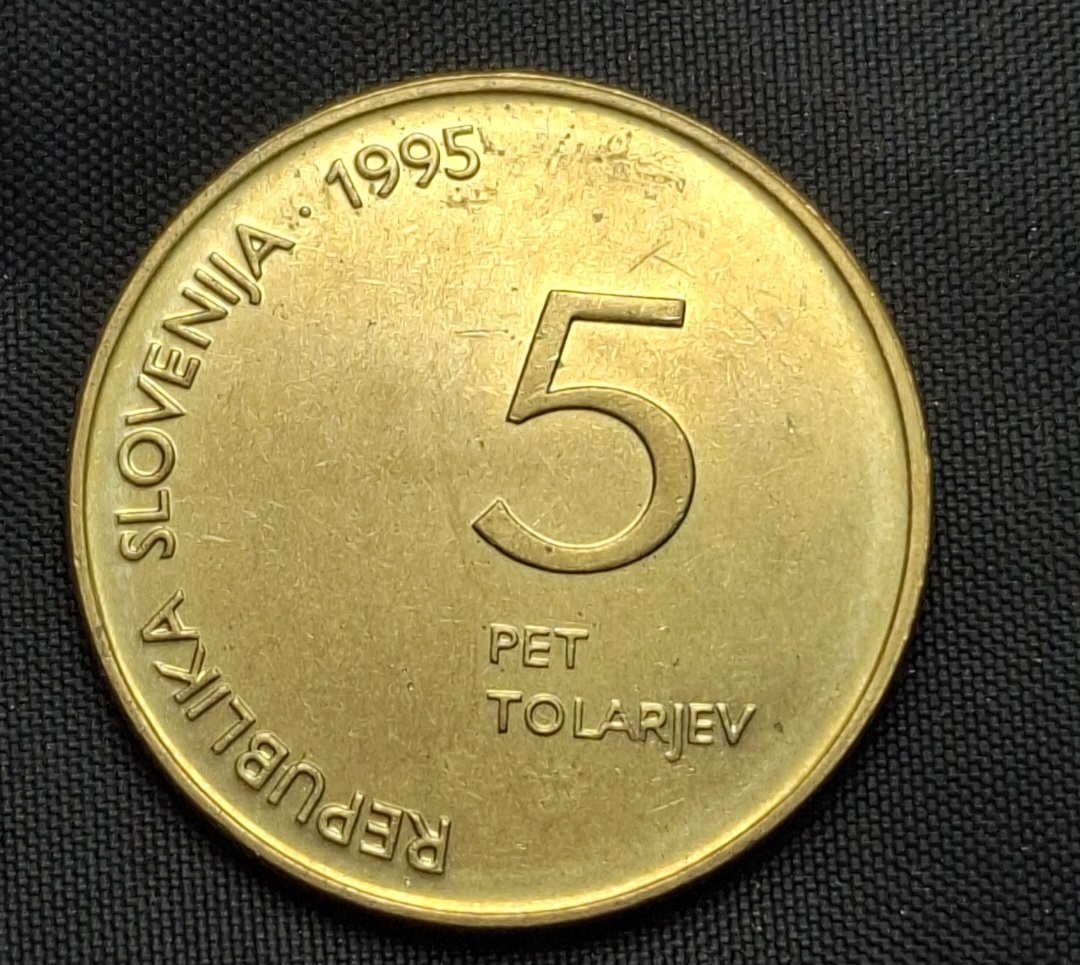 REPUBLIKA SLOVENIJA · 1995
5
PET
TOLARJEV